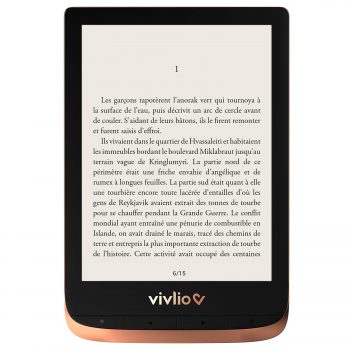 1
Les garçons tapotèrent l'anorak vert qui tournoya à
la surface de l'eau, puis décrivit un arc de cercle avant
de couler. S'aidant de leurs bâtons, ils le firent remonter
et furent saisis d'effroi.
Ils vivaient dans le quartier de Hvassaleiti et habitaient
les immeubles bordant le boulevard Miklabraut jusqu'au
terrain vague de Kringlumyri. La partie nord de ce
périmètre était une friche envahie d'angélique et de
rumex à longues feuilles. La partie sud était quant à elle
une tourbière encore toute lacérée d'entailles d'où les
gens de Reykjavik avaient extrait des tonnes de tourbe
pour se chauffer pendant la Grande Guerre. Le conflit
mondial ayant entraîné une pénurie de combustible en
Islande, on avait drainé le marais, tracé des chemins de
terre et entrepris la plus importante extraction de tourbe
de l'histoire. Cette activité avait occupé des centaines
6/15
vivlio